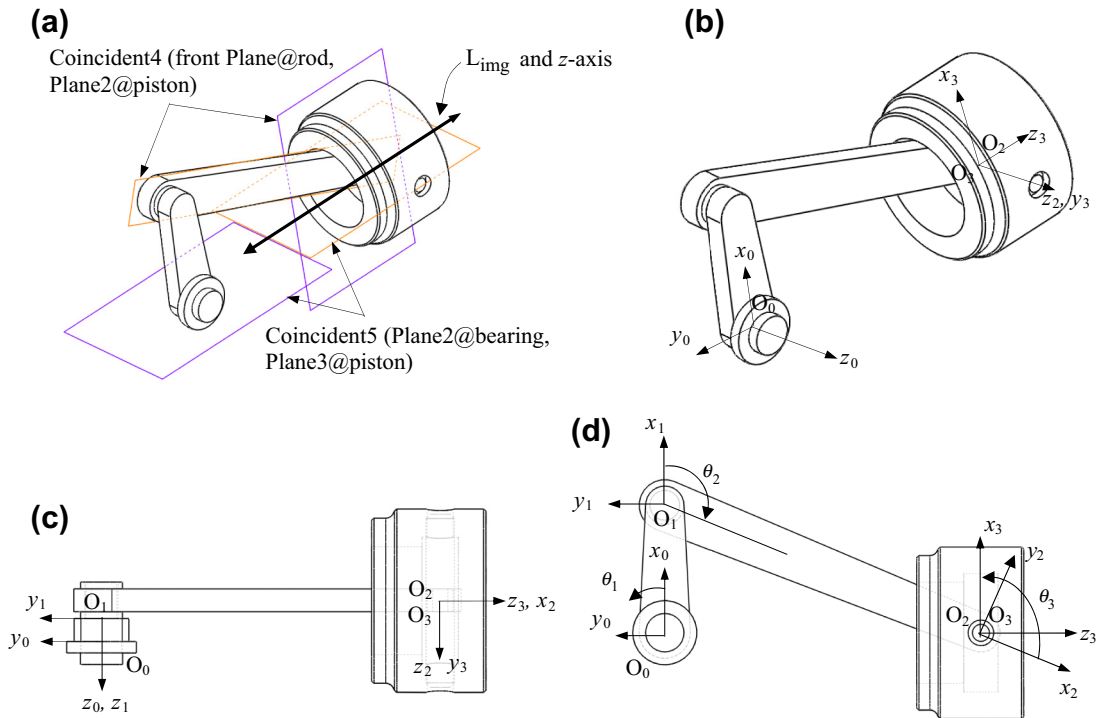 (a)
Coincident4 (front Plane@rod,
Plane2@piston)
L_img and z-axis
Coincident5 (Plane2@bearing,
Plane3@piston)
(b)
x3
O2
z3
O3
z2, y3
x0
O0
y0
z0
(c)
O1
y1
y0
O0
z0, z1
O2
O3
z3, x2
z2
y3
(d)
x1
θ2
y1
O1
x0
θ1
y0
O0
x3
y2
θ3
O2
O3
z3
x2